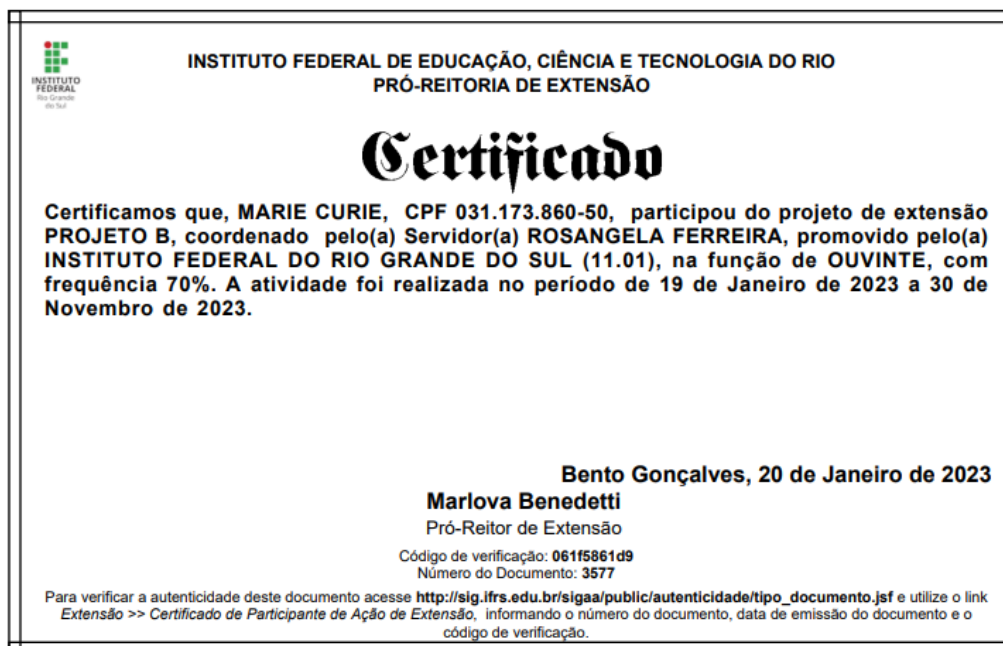 INSTITUTO
FEDERAL
Rio Grande
do Sul
INSTITUTO FEDERAL DE EDUCAÇÃO, CIÊNCIA E TECNOLOGIA DO RIO
PRÓ-REITORIA DE EXTENSÃO
Certificado
Certificamos que, MARIE CURIE, CPF 031.173.860-50, participou do projeto de extensão
PROJETO B, coordenado pelo(a) Servidor(a) ROSANGELA FERREIRA, promovido pelo(a)
INSTITUTO FEDERAL DO RIO GRANDE DO SUL (11.01), na função de OUVINTE, com
frequência 70%. A atividade foi realizada no período de 19 de Janeiro de 2023 a 30 de
Novembro de 2023.
Bento Gonçalves, 20 de Janeiro de 2023
Marlova Benedetti
Pró-Reitor de Extensão
Código de verificação: 061f5861d9
Número do Documento: 3577
Para verificar a autenticidade deste documento acesse http://sig.ifrs.edu.br/sigaa/public/autenticidade/tipo_documento.jsf e utilize o link
Extensão >> Certificado de Participante de Ação de Extensão, informando o número do documento, data de emissão do documento e o
código de verificação.